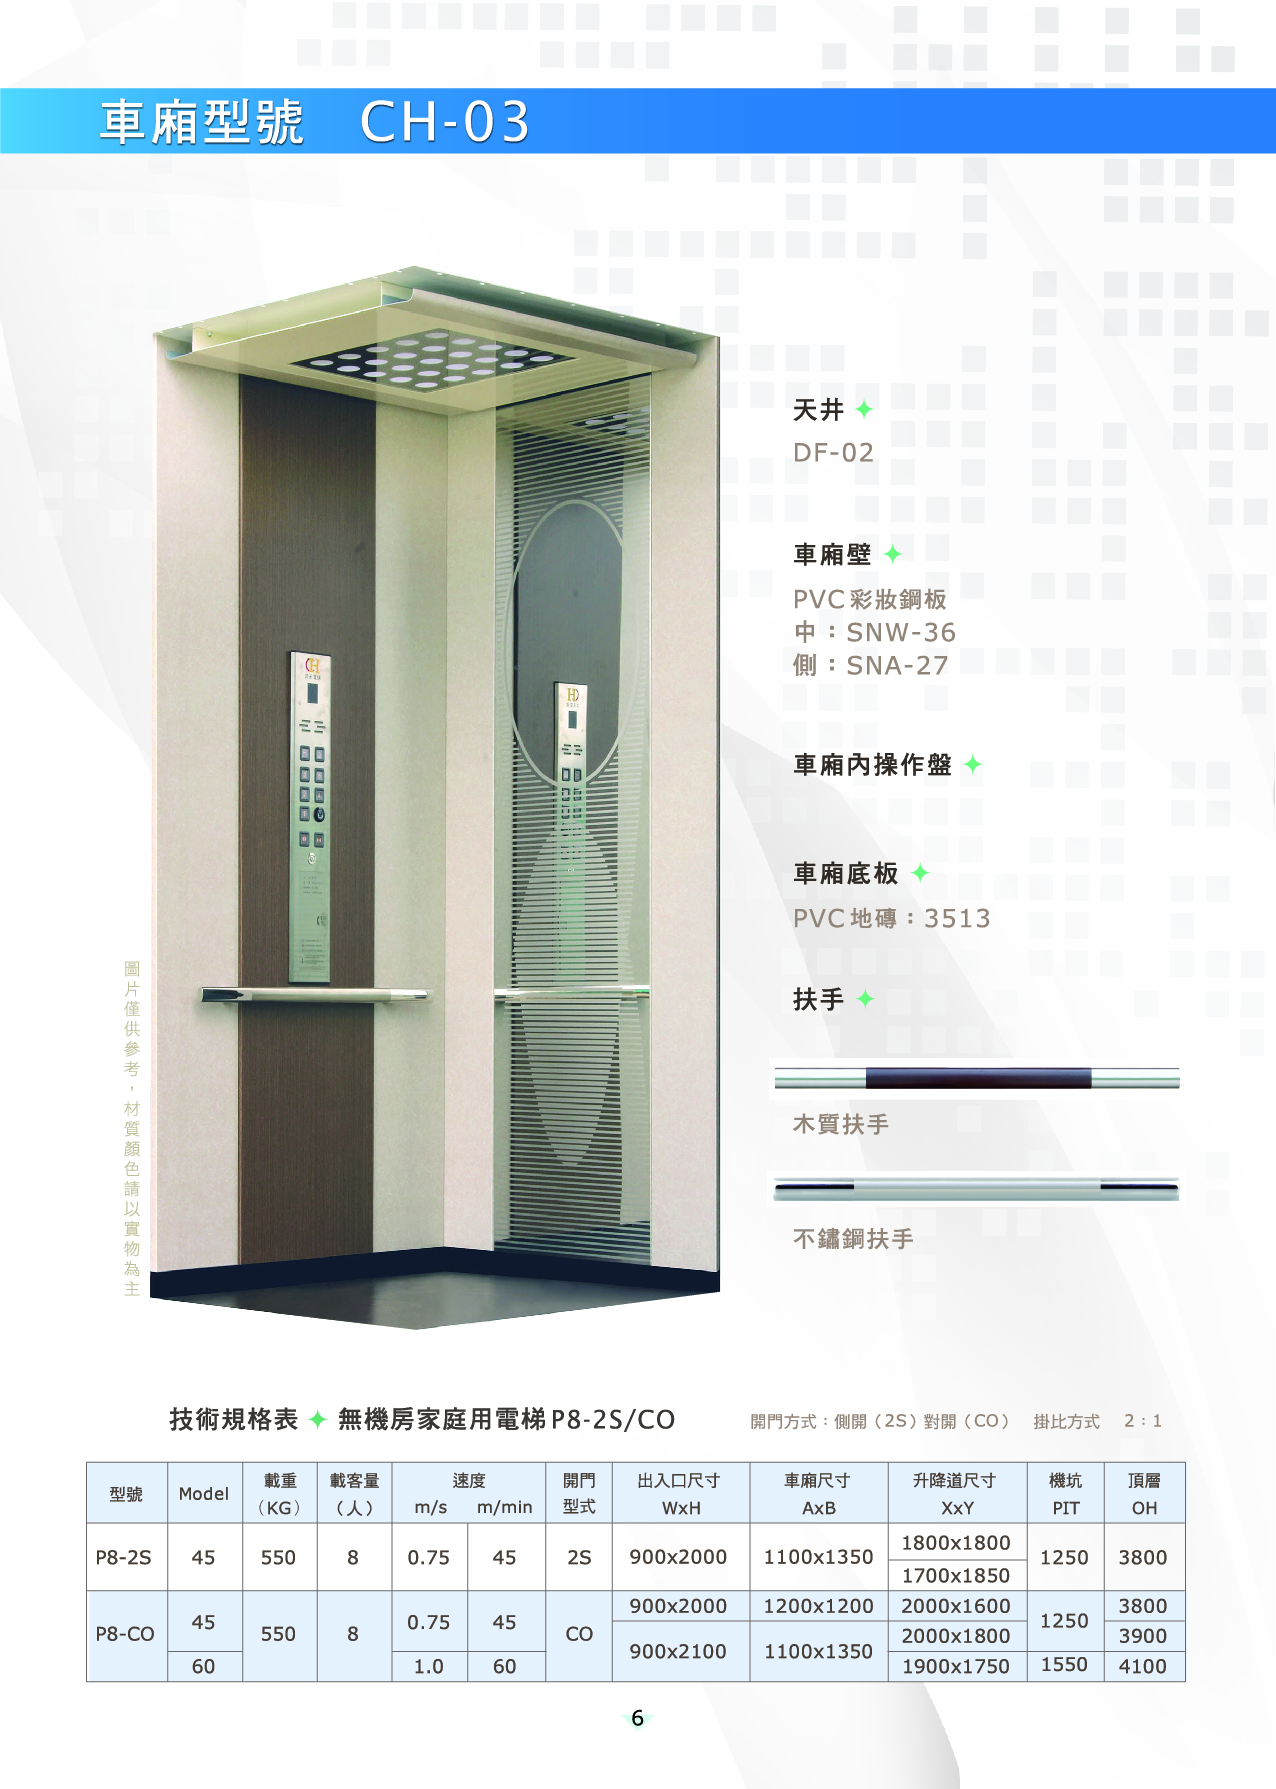 車廂型號 CH-03
天井
DF-02
車廂壁
PVC彩妝鋼板
中：SNW-36
側：SNA-27
車廂內操作盤
車廂底板
PVC地磚：3513
扶手
木質扶手
不鏽鋼扶手
圖片僅供參考，材質顏色請以實物為主
技術規格表 無機房家庭用電梯P8-2S/CO
開門方式：側開（2S）對開（CO） 掛比方式 2：1
型號 Model 載重（KG） 載客量（人） 速度 m/s m/min 開門型式 出入口尺寸 WxH 車廂尺寸 AxB 升降道尺寸 XxY 機坑 PIT 頂層 OH
P8-2S 45 550 8 0.75 45 2S 900x2000 1100x1350 1800x1800 1250 3800
1700x1850
P8-CO 45 550 8 0.75 45 CO 900x2000 1200x1200 2000x1600 1250 3800
900x2100 1100x1350 2000x1800 3900
60 1.0 60 1900x1750 1550 4100
6